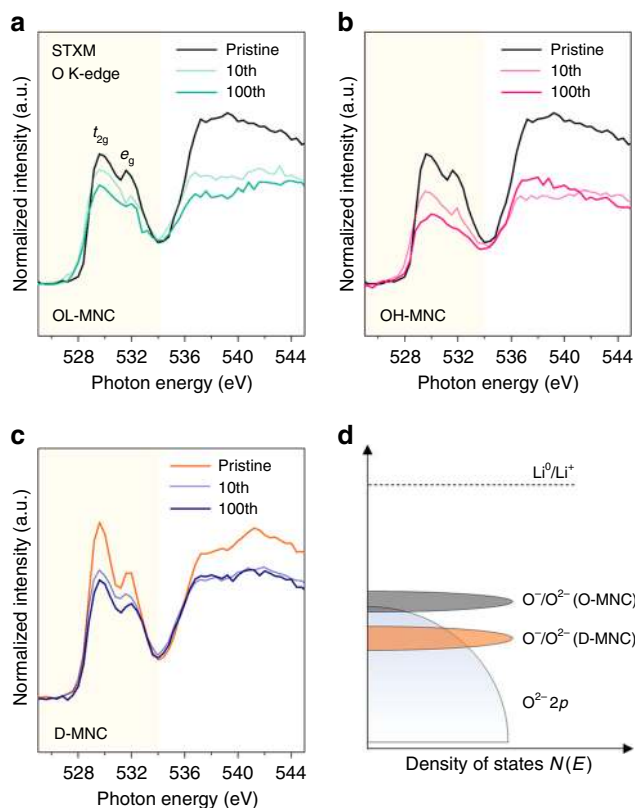 a
STXM
O K-edge
Pristine
10th
100th
t2g
eg
OL-MNC
Normalized intensity (a.u.)
528 532 536 540 544
Photon energy (eV)
b
Pristine
10th
100th
OH-MNC
Normalized intensity (a.u.)
528 532 536 540 544
Photon energy (eV)
c
Pristine
10th
100th
D-MNC
Normalized intensity (a.u.)
528 532 536 540 544
Photon energy (eV)
d
Li⁰/Li⁺
O⁻/O²⁻ (O-MNC)
O⁻/O²⁻ (D-MNC)
O²⁻ 2p
Density of states N(E)